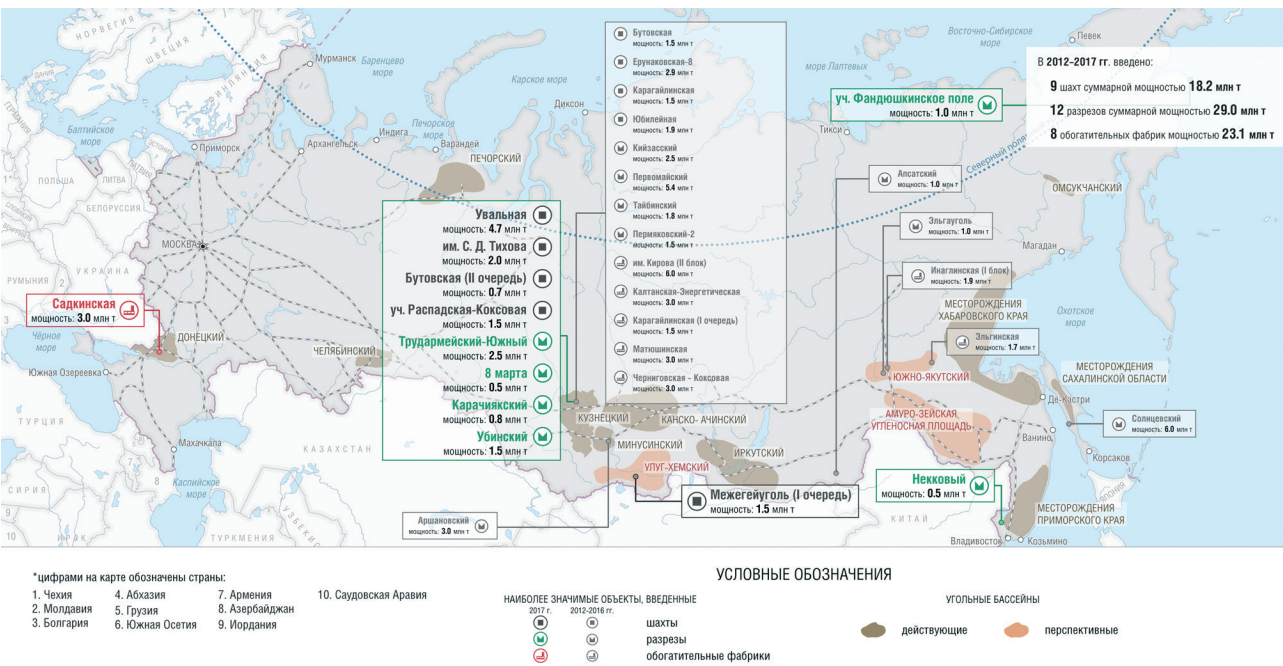 НОРВЕГИЯ
ШВЕЦИЯ
ФИНЛЯНДИЯ
ДАНИЯ
ГЕРМАНИЯ
Мурманск
Баренцево
море
Карское море
Диксон
Печорское
море
Индига
Варандей
Архангельск
Балтийское
море
Приморск
ЭСТОНИЯ
ЛАТВИЯ
ЛИТВА
ПОЛЬША
БЕЛОРУССИЯ
МОСКВА
УКРАИНА
РУМЫНИЯ
1
2
3
Садкинская
мощность: 3.0 млн т
Чёрное
море
ДОНЕЦКИЙ
Южная Озереевка
ТУРЦИЯ
Махачкала
Каспийское
море
СИРИЯ
ИРАК
8
9
10
КАЗАХСТАН
УЗБЕКИСТАН
ТУРКМЕНИЯ
ПЕЧОРСКИЙ
ЧЕЛЯБИНСКИЙ
Увальная
мощность: 4.7 млн т
им. С. Д. Тихова
мощность: 2.0 млн т
Бутовская (II очередь)
мощность: 0.7 млн т
уч. Распадская-Коксовая
мощность: 1.5 млн т
Трудармейский-Южный
мощность: 2.5 млн т
8 марта
мощность: 0.5 млн т
Карачиякский
мощность: 0.8 млн т
Убинский
мощность: 1.5 млн т
Бутовская
мощность: 1.5 млн т
Ерунаковская-8
мощность: 2.9 млн т
Карагайлинская
мощность: 1.5 млн т
Юбилейная
мощность: 1.9 млн т
Кийзасский
мощность: 2.5 млн т
Первомайский
мощность: 5.4 млн т
Тайбинский
мощность: 1.8 млн т
Пермяковский-2
мощность: 1.5 млн т
им. Кирова (II блок)
мощность: 6.0 млн т
Калтанская-Энергетическая
мощность: 3.0 млн т
Карагайлинская (I очередь)
мощность: 1.5 млн т
Матюшинская
мощность: 3.0 млн т
Черниговская - Коксовая
мощность: 3.0 млн т
КУЗНЕЦКИЙ
КАНСКО- АЧИНСКИЙ
МИНУСИНСКИЙ
ИРКУТСКИЙ
УЛУГ-ХЕМСКИЙ
Аршановский
мощность: 3.0 млн т
Межегейуголь (I очередь)
мощность: 1.5 млн т
море Лаптевых
Восточно-Сибирское
море
Певек
Тикси
уч. Фандюшкинское поле
мощность: 1.0 млн т
В 2012-2017 гг. введено:
9 шахт суммарной мощностью 18.2 млн т
12 разрезов суммарной мощностью 29.0 млн т
8 обогатительных фабрик мощностью 23.1 млн т
Северный
Апсатский
мощность: 1.0 млн т
ОМСУКЧАНСКИЙ
Эльгауголь
мощность: 1.0 млн т
Магадан
Инаглинская (I блок)
мощность: 1.9 млн т
МЕСТОРОЖДЕНИЯ
ХАБАРОВСКОГО КРАЯ
Охотское
море
Эльгинская
мощность: 1.7 млн т
ЮЖНО-ЯКУТСКИЙ
МЕСТОРОЖДЕНИЯ
САХАЛИНСКОЙ ОБЛАСТИ
АМУРО-ЗЕЙСКАЯ
УГЛЕНОСНАЯ ПЛОЩАДЬ
Де-Кастри
Солнцевский
мощность: 6.0 млн т
Ванино
Корсаков
Некковый
мощность: 0.5 млн т
КИТАЙ
ЯПОНИЯ
МЕСТОРОЖДЕНИЯ
ПРИМОРСКОГО КРАЯ
Владивосток
Козьмино
*цифрами на карте обозначены страны:
1. Чехия
2. Молдавия
3. Болгария
4. Абхазия
5. Грузия
6. Южная Осетия
7. Армения
8. Азербайджан
9. Иордания
10. Саудовская Аравия
УСЛОВНЫЕ ОБОЗНАЧЕНИЯ
НАИБОЛЕЕ ЗНАЧИМЫЕ ОБЪЕКТЫ, ВВЕДЕННЫЕ
2017 г. 2012-2016 гг.
шахты
разрезы
обогатительные фабрики
УГОЛЬНЫЕ БАССЕЙНЫ
действующие
перспективные